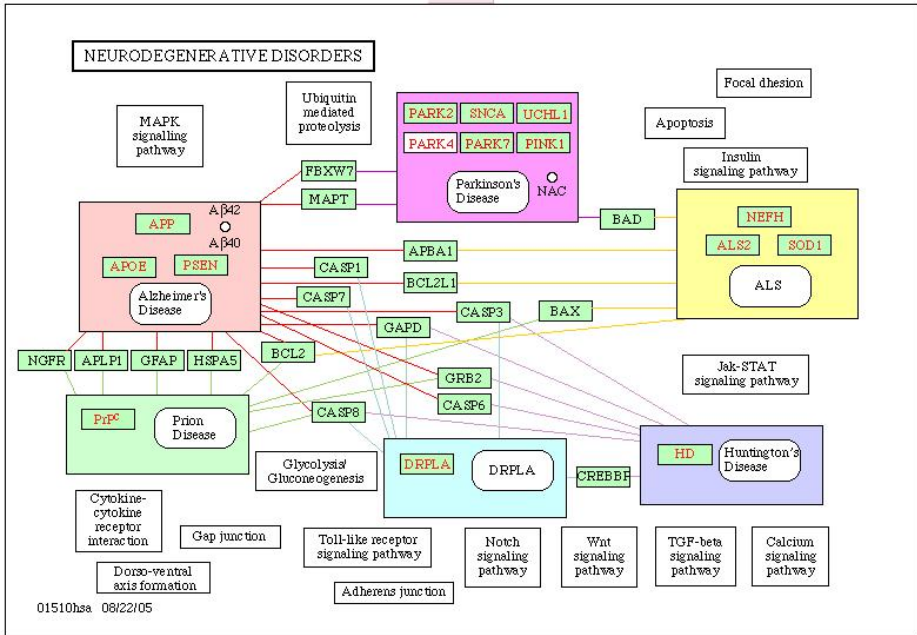 NEURODEGENERATIVE DISORDERS
Focal dhesion
Ubiquitin
mediated
proteolysis
MAPK
signalling
pathway
Apoptosis
Insulin
signaling pathway
PARK2 SNCA UCHL1
PARK4 PARK7 PINK1
Parkinson's
Disease
NAC
FBXW7
MAPT
BAD
NEFH
ALS2 SOD1
ALS
Aβ42
APP
Aβ40
APOE PSEN
Alzheimer's
Disease
APBA1
CASP1
BCL2L1
CASP7
CASP3
BAX
GAPD
NGFR APLP1 GFAP HSPA5
BCL2
GRB2
CASP6
CASP8
Jak-STAT
signaling pathway
PrPc
Prion
Disease
Glycolysis/
Gluconeogenesis
DRPLA
DRPLA
CREBBP
HD
Huntington's
Disease
Cytokine-
cytokine
receptor
interaction
Gap junction
Dorso-ventral
axis formation
Toll-like receptor
signaling pathway
Adherens junction
Notch
signaling
pathway
Wnt
signaling
pathway
TGF-beta
signaling
pathway
Calcium
signaling
pathway
01510hsa 08/22/05